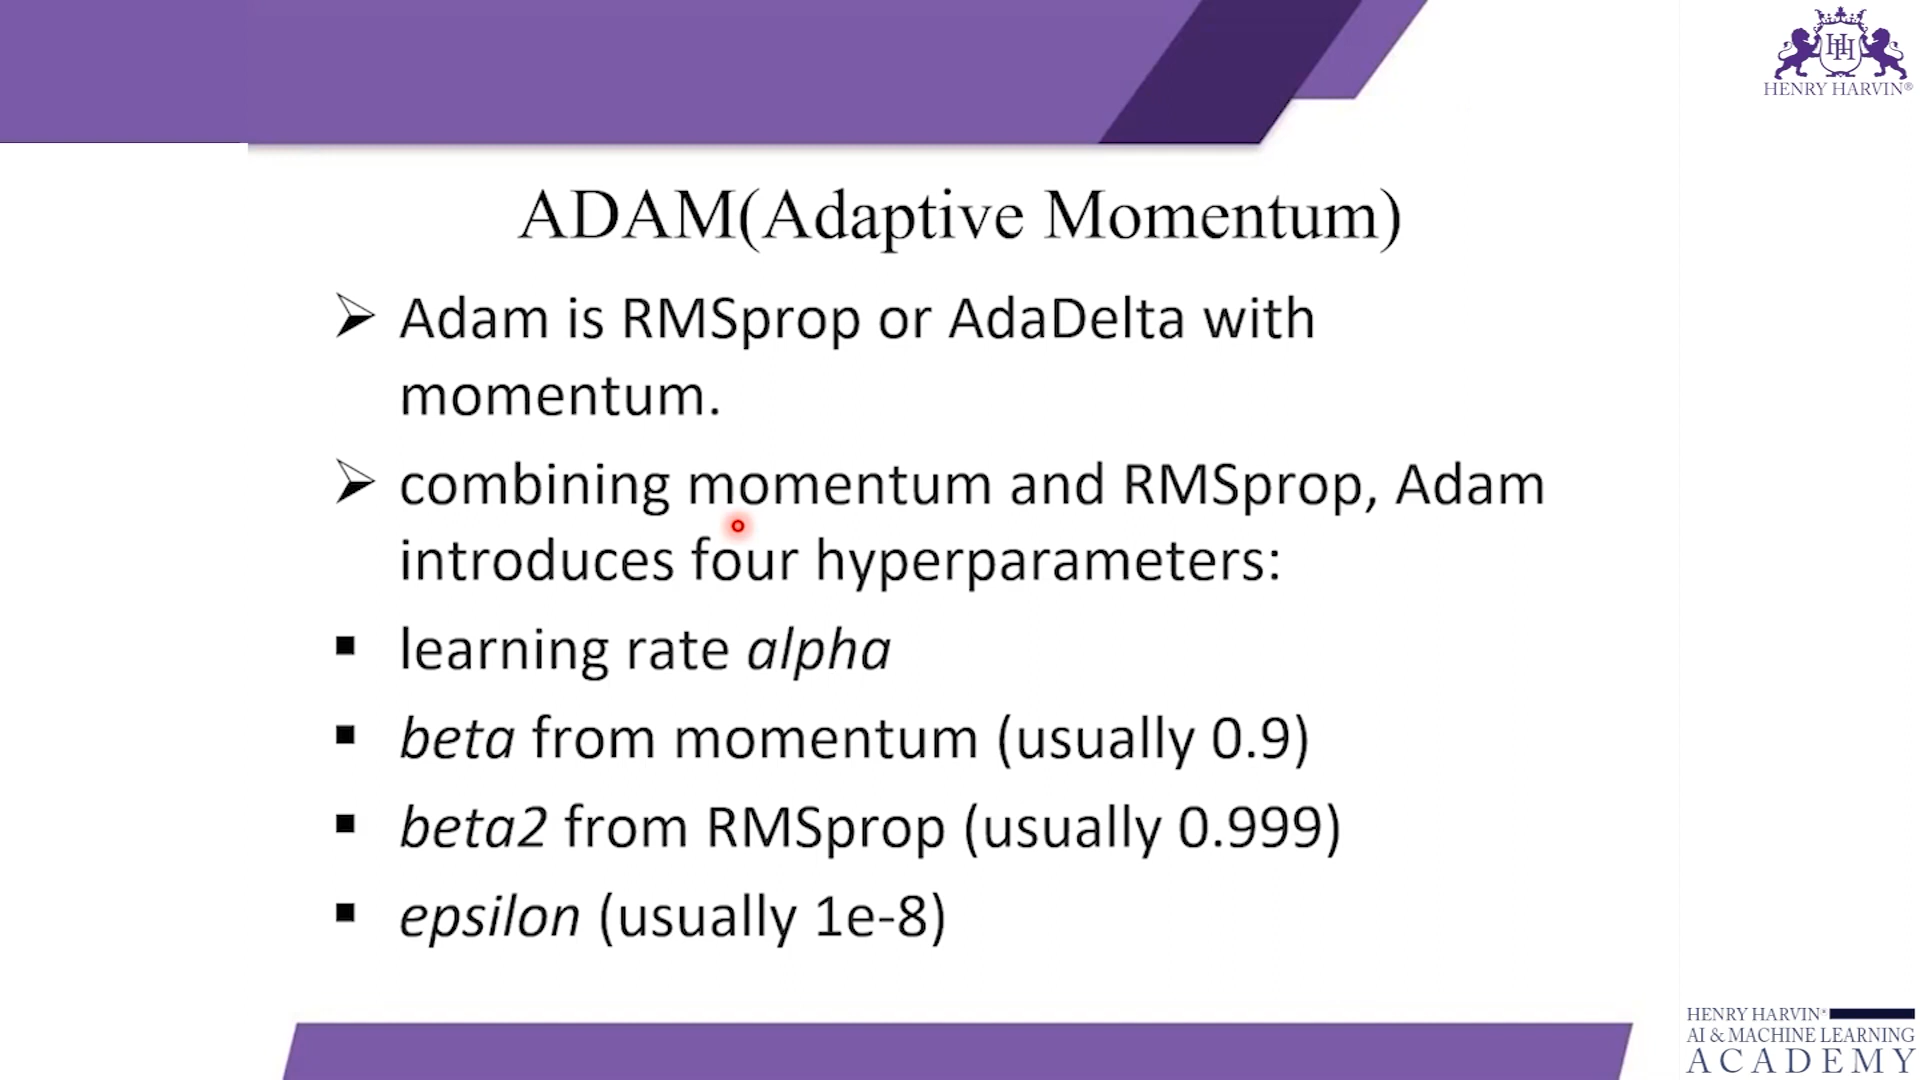 HENRY HARVIN®
ADAM(Adaptive Momentum)
Adam is RMSprop or AdaDelta with
momentum.
combining momentum and RMSprop, Adam
introduces four hyperparameters:
learning rate alpha
beta from momentum (usually 0.9)
beta2 from RMSprop (usually 0.999)
epsilon (usually 1e-8)
HENRY HARVIN®
AI & MACHINE LEARNING
ACADEMY